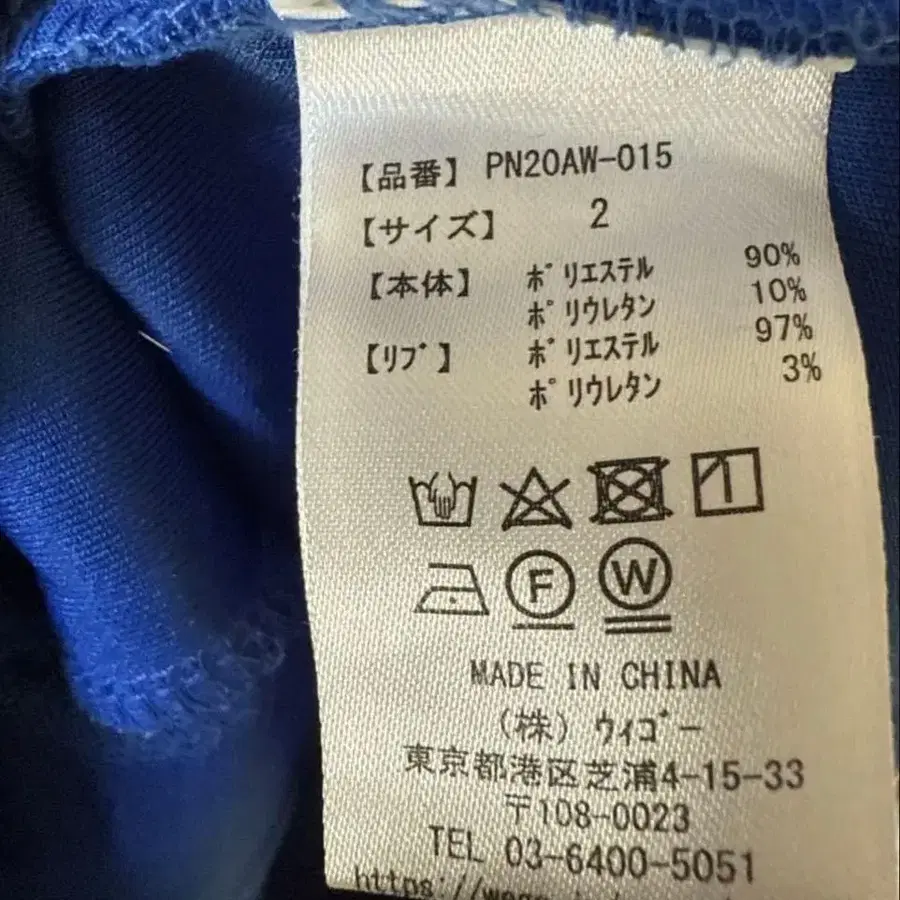 【品番】 PN20AW-015
【サイズ】 2
【本体】 ポリエステル 90%
ポリウレタン 10%
【リブ】 ポリエステル 97%
ポリウレタン 3%
F W
MADE IN CHINA
(株) ウィゴー
東京都港区芝浦4-15-33
〒108-0023
TEL 03-6400-5051